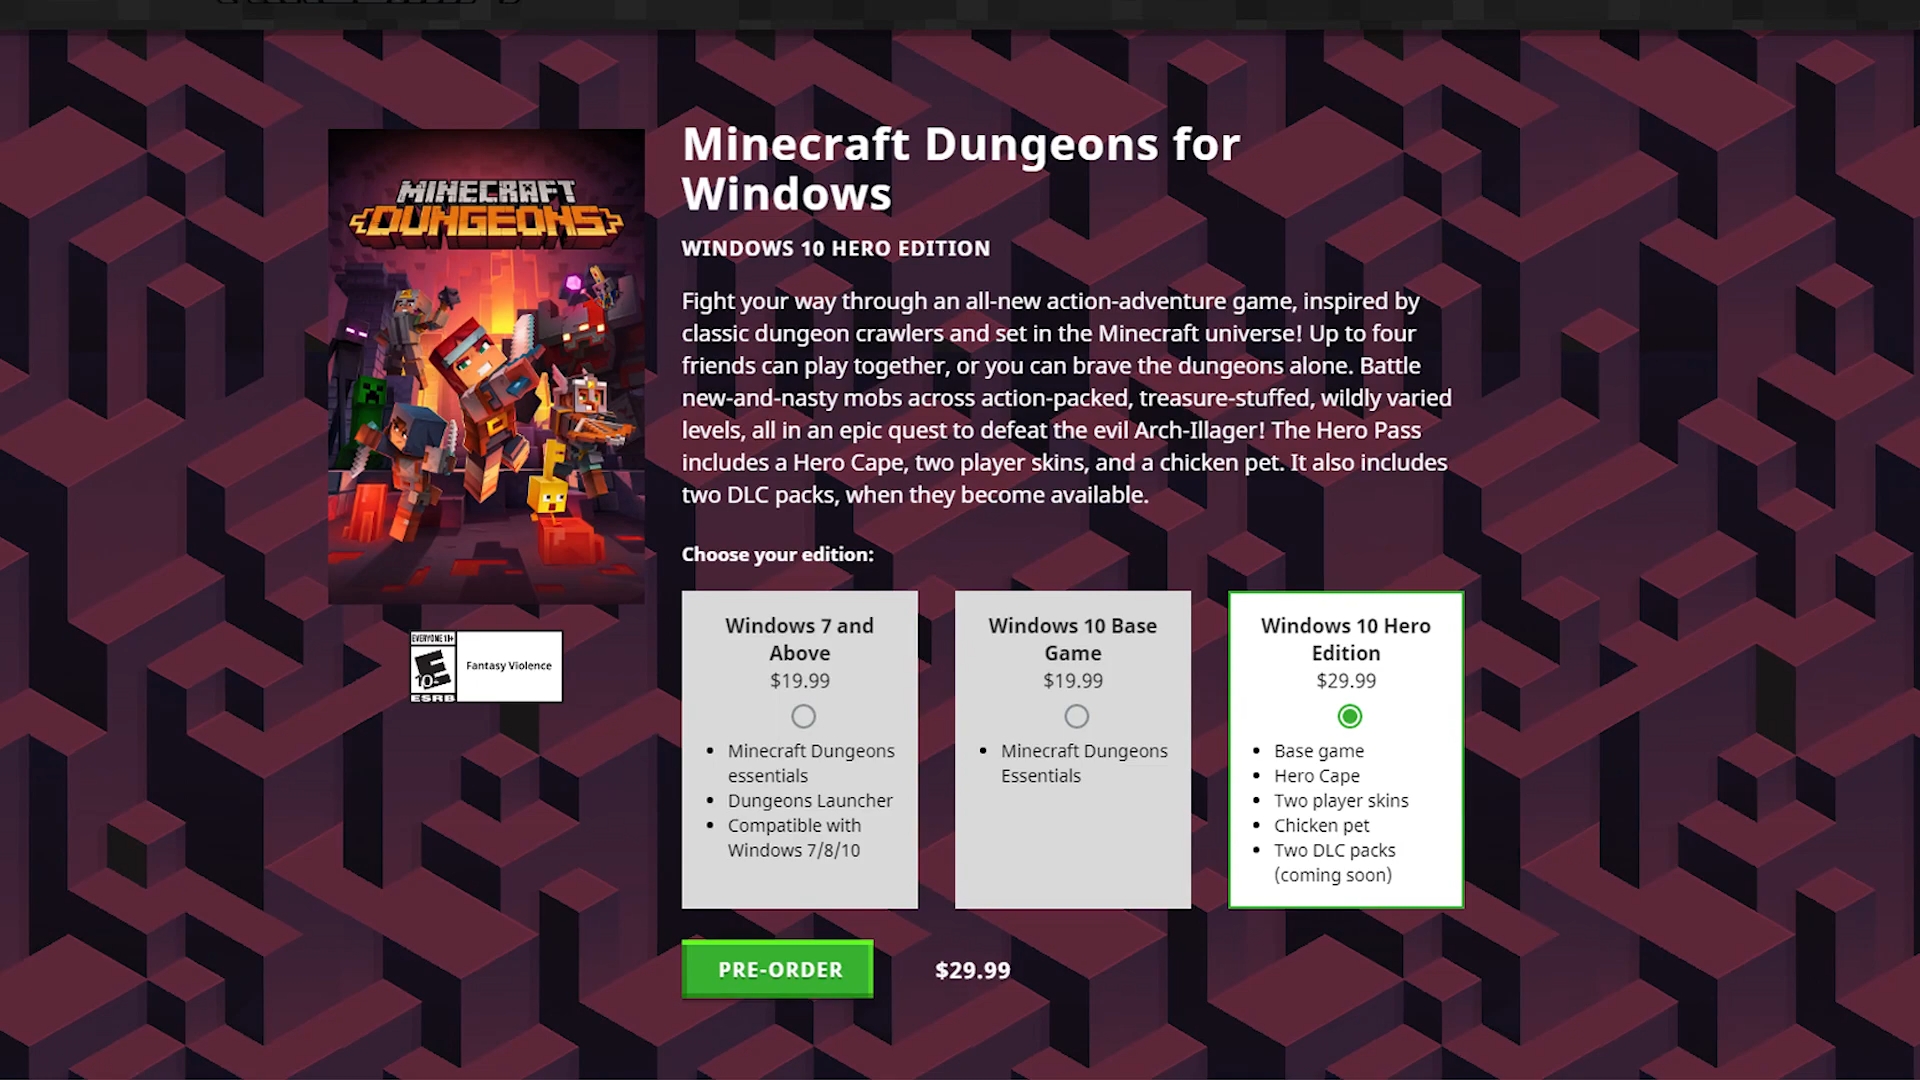 Minecraft Dungeons for
Windows
WINDOWS 10 HERO EDITION
Fight your way through an all-new action-adventure game, inspired by
classic dungeon crawlers and set in the Minecraft universe! Up to four
friends can play together, or you can brave the dungeons alone. Battle
new-and-nasty mobs across action-packed, treasure-stuffed, wildly varied
levels, all in an epic quest to defeat the evil Arch-Illager! The Hero Pass
includes a Hero Cape, two player skins, and a chicken pet. It also includes
two DLC packs, when they become available.
MINECRAFT
DUNGEONS
EVERYONE 10+
E
10+
ESRB
Fantasy Violence
Choose your edition:
Windows 7 and
Above
$19.99
Minecraft Dungeons
essentials
Dungeons Launcher
Compatible with
Windows 7/8/10
Windows 10 Base
Game
$19.99
Minecraft Dungeons
Essentials
Windows 10 Hero
Edition
$29.99
Base game
Hero Cape
Two player skins
Chicken pet
Two DLC packs
(coming soon)
PRE-ORDER
$29.99